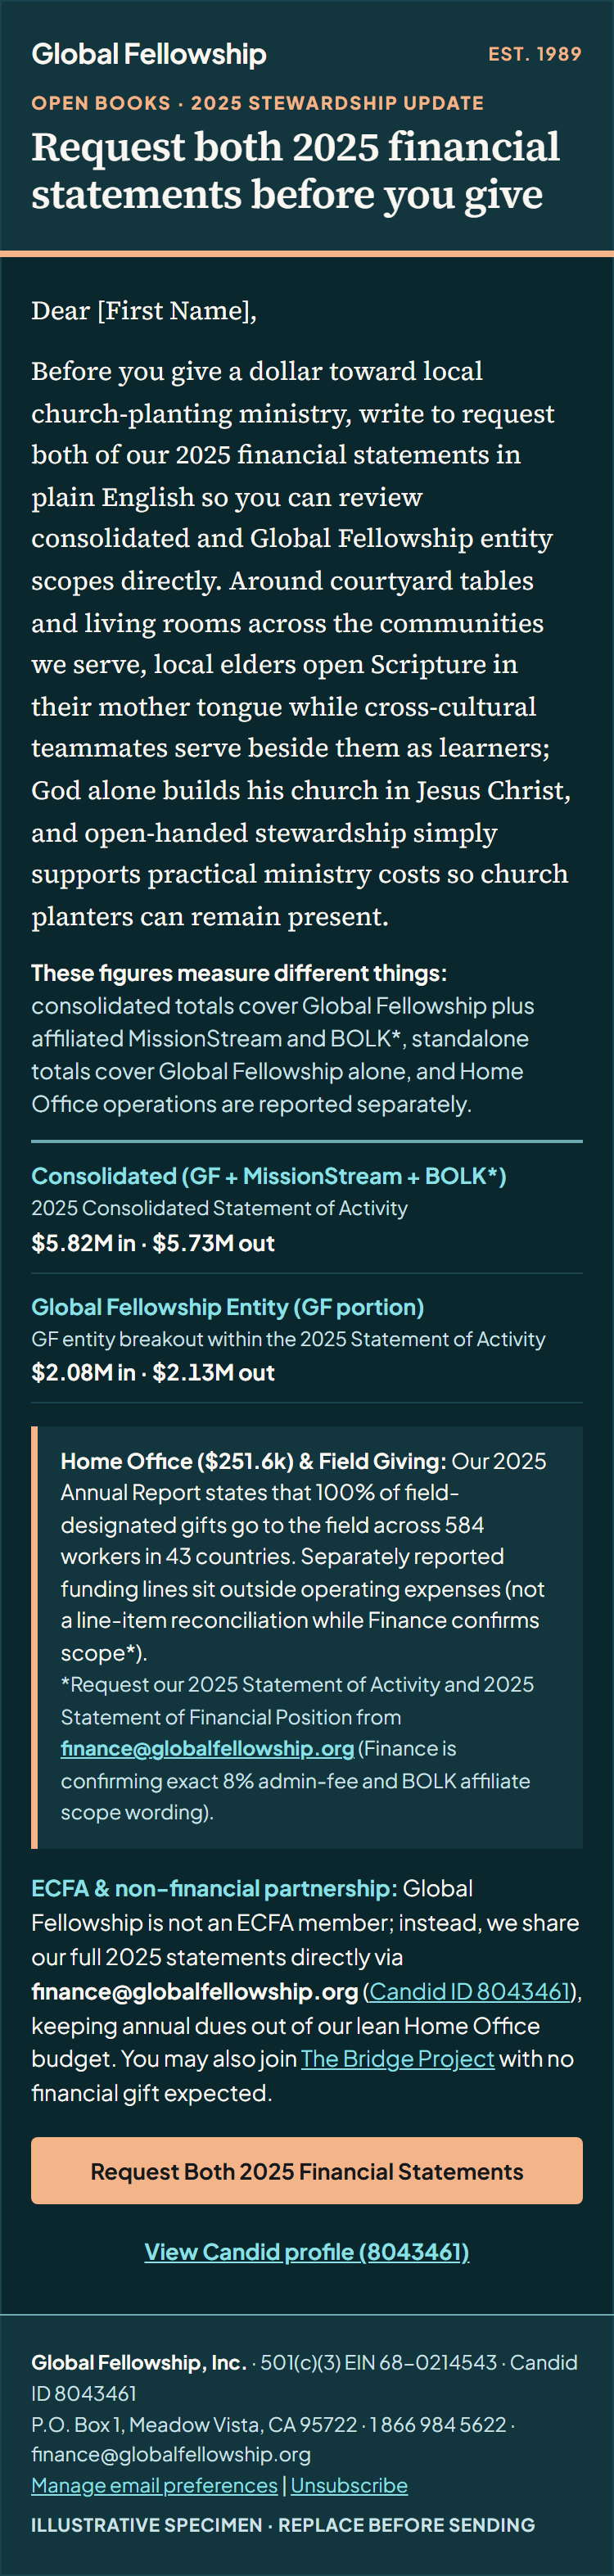 Global Fellowship
EST. 1989
OPEN BOOKS · 2025 STEWARDSHIP UPDATE
Request both 2025 financial
statements before you give
Dear [First Name],
Before you give a dollar toward local
church-planting ministry, write to request
both of our 2025 financial statements in
plain English so you can review
consolidated and Global Fellowship entity
scopes directly. Around courtyard tables
and living rooms across the communities
we serve, local elders open Scripture in
their mother tongue while cross-cultural
teammates serve beside them as learners;
God alone builds his church in Jesus Christ,
and open-handed stewardship simply
supports practical ministry costs so church
planters can remain present.
These figures measure different things:
consolidated totals cover Global Fellowship plus
affiliated MissionStream and BOLK*, standalone
totals cover Global Fellowship alone, and Home
Office operations are reported separately.
Consolidated (GF + MissionStream + BOLK*)
2025 Consolidated Statement of Activity
$5.82M in · $5.73M out
Global Fellowship Entity (GF portion)
GF entity breakout within the 2025 Statement of Activity
$2.08M in · $2.13M out
Home Office ($251.6k) & Field Giving: Our 2025
Annual Report states that 100% of field-
designated gifts go to the field across 584
workers in 43 countries. Separately reported
funding lines sit outside operating expenses (not
a line-item reconciliation while Finance confirms
scope*).
*Request our 2025 Statement of Activity and 2025
Statement of Financial Position from
finance@globalfellowship.org (Finance is
confirming exact 8% admin-fee and BOLK affiliate
scope wording).
ECFA & non-financial partnership: Global
Fellowship is not an ECFA member; instead, we share
our full 2025 statements directly via
finance@globalfellowship.org (Candid ID 8043461),
keeping annual dues out of our lean Home Office
budget. You may also join The Bridge Project with no
financial gift expected.
Request Both 2025 Financial Statements
View Candid profile (8043461)
Global Fellowship, Inc. · 501(c)(3) EIN 68-0214543 · Candid
ID 8043461
P.O. Box 1, Meadow Vista, CA 95722 · 1 866 984 5622 ·
finance@globalfellowship.org
Manage email preferences | Unsubscribe
ILLUSTRATIVE SPECIMEN · REPLACE BEFORE SENDING